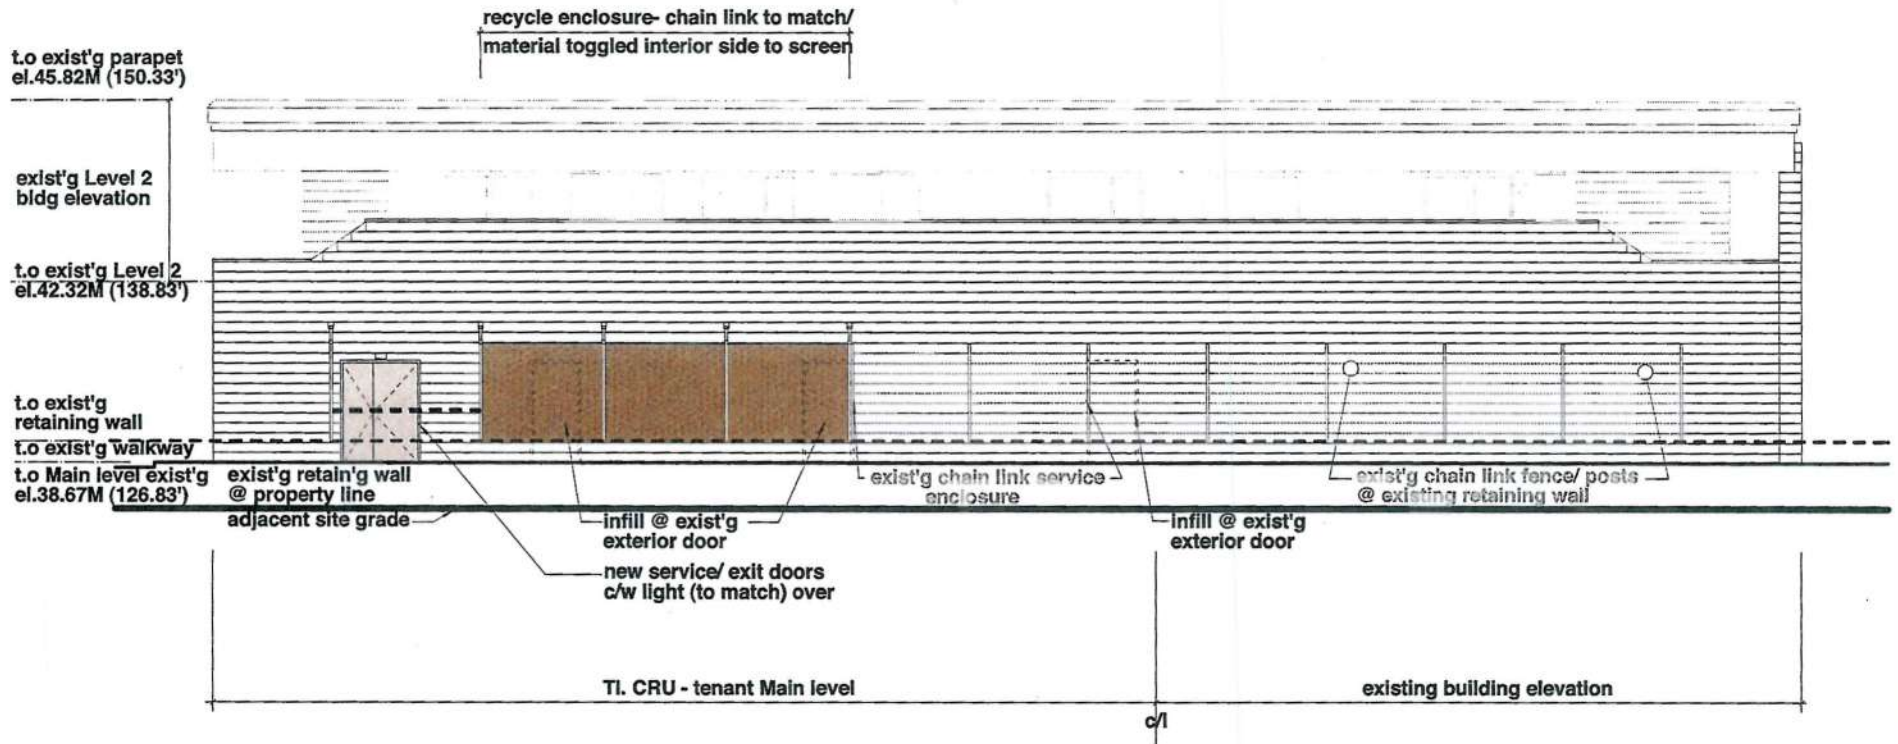 recycle enclosure- chain link to match/
material toggled interior side to screen
t.o exist'g parapet
el.45.82M (150.33')
exist'g Level 2
bldg elevation
t.o exist'g Level 2
el.42.32M (138.83')
t.o exist'g
retaining wall
t.o exist'g walkway
t.o Main level exist'g
el.38.67M (126.83')
exist'g retain'g wall
@ property line
adjacent site grade
infill @ exist'g
exterior door
new service/ exit doors
c/w light (to match) over
exist'g chain link service
enclosure
infill @ exist'g
exterior door
exist'g chain link fence/ posts
@ existing retaining wall
TI. CRU - tenant Main level
existing building elevation
c/l